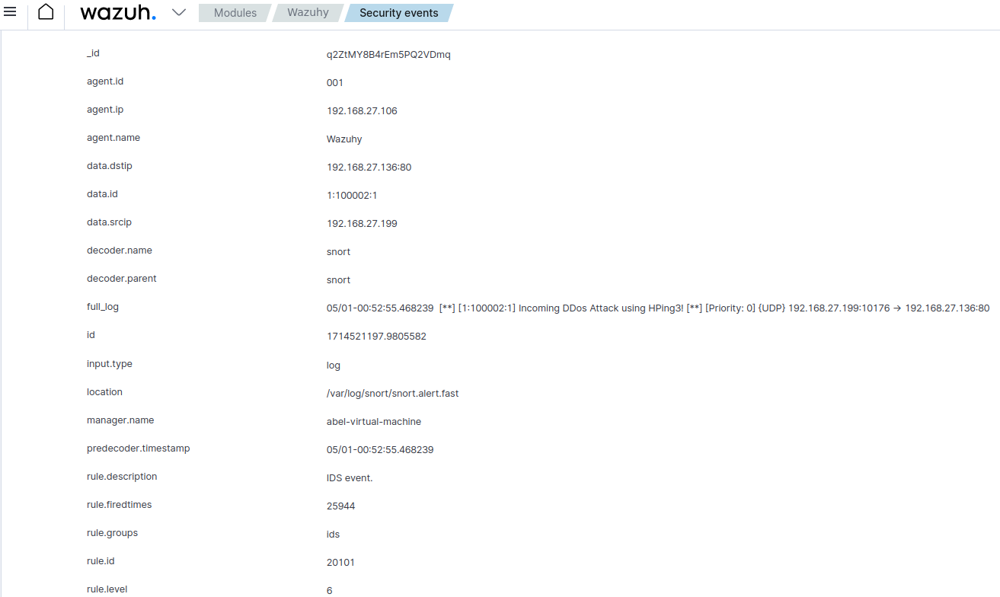 wazuh. Modules Wazuhy Security events
_id q2ZtMY8B4rEm5PQ2VDmq
agent.id 001
agent.ip 192.168.27.106
agent.name Wazuhy
data.dstip 192.168.27.136:80
data.id 1:100002:1
data.srcip 192.168.27.199
decoder.name snort
decoder.parent snort
full_log 05/01-00:52:55.468239 [**] [1:100002:1] Incoming DDos Attack using HPing3! [**] [Priority: 0] {UDP} 192.168.27.199:10176 → 192.168.27.136:80
id 1714521197.9805582
input.type log
location /var/log/snort/snort.alert.fast
manager.name abel-virtual-machine
predecoder.timestamp 05/01-00:52:55.468239
rule.description IDS event.
rule.firedtimes 25944
rule.groups ids
rule.id 20101
rule.level 6